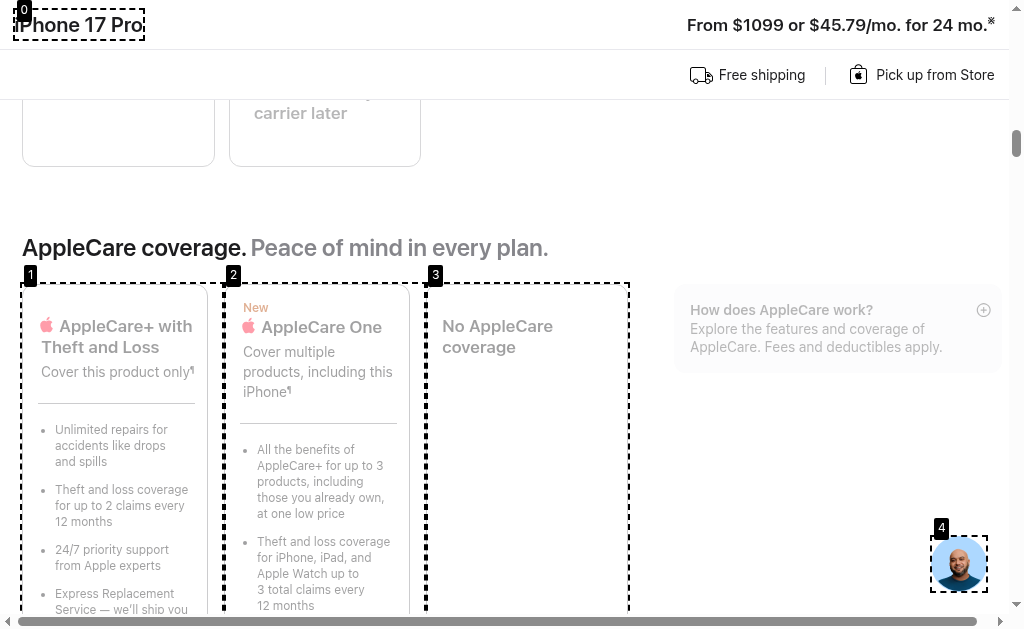 0
iPhone 17 Pro
From $1099 or $45.79/mo. for 24 mo.※
Free shipping
Pick up from Store
carrier later
AppleCare coverage. Peace of mind in every plan.
1
AppleCare+ with
Theft and Loss
Cover this product only¶
Unlimited repairs for
accidents like drops
and spills
Theft and loss coverage
for up to 2 claims every
12 months
24/7 priority support
from Apple experts
Express Replacement
Service — we'll ship you
2
New
AppleCare One
Cover multiple
products, including this
iPhone¶
All the benefits of
AppleCare+ for up to 3
products, including
those you already own,
at one low price
Theft and loss coverage
for iPhone, iPad, and
Apple Watch up to
3 total claims every
12 months
3
No AppleCare
coverage
How does AppleCare work?
Explore the features and coverage of
AppleCare. Fees and deductibles apply.
4